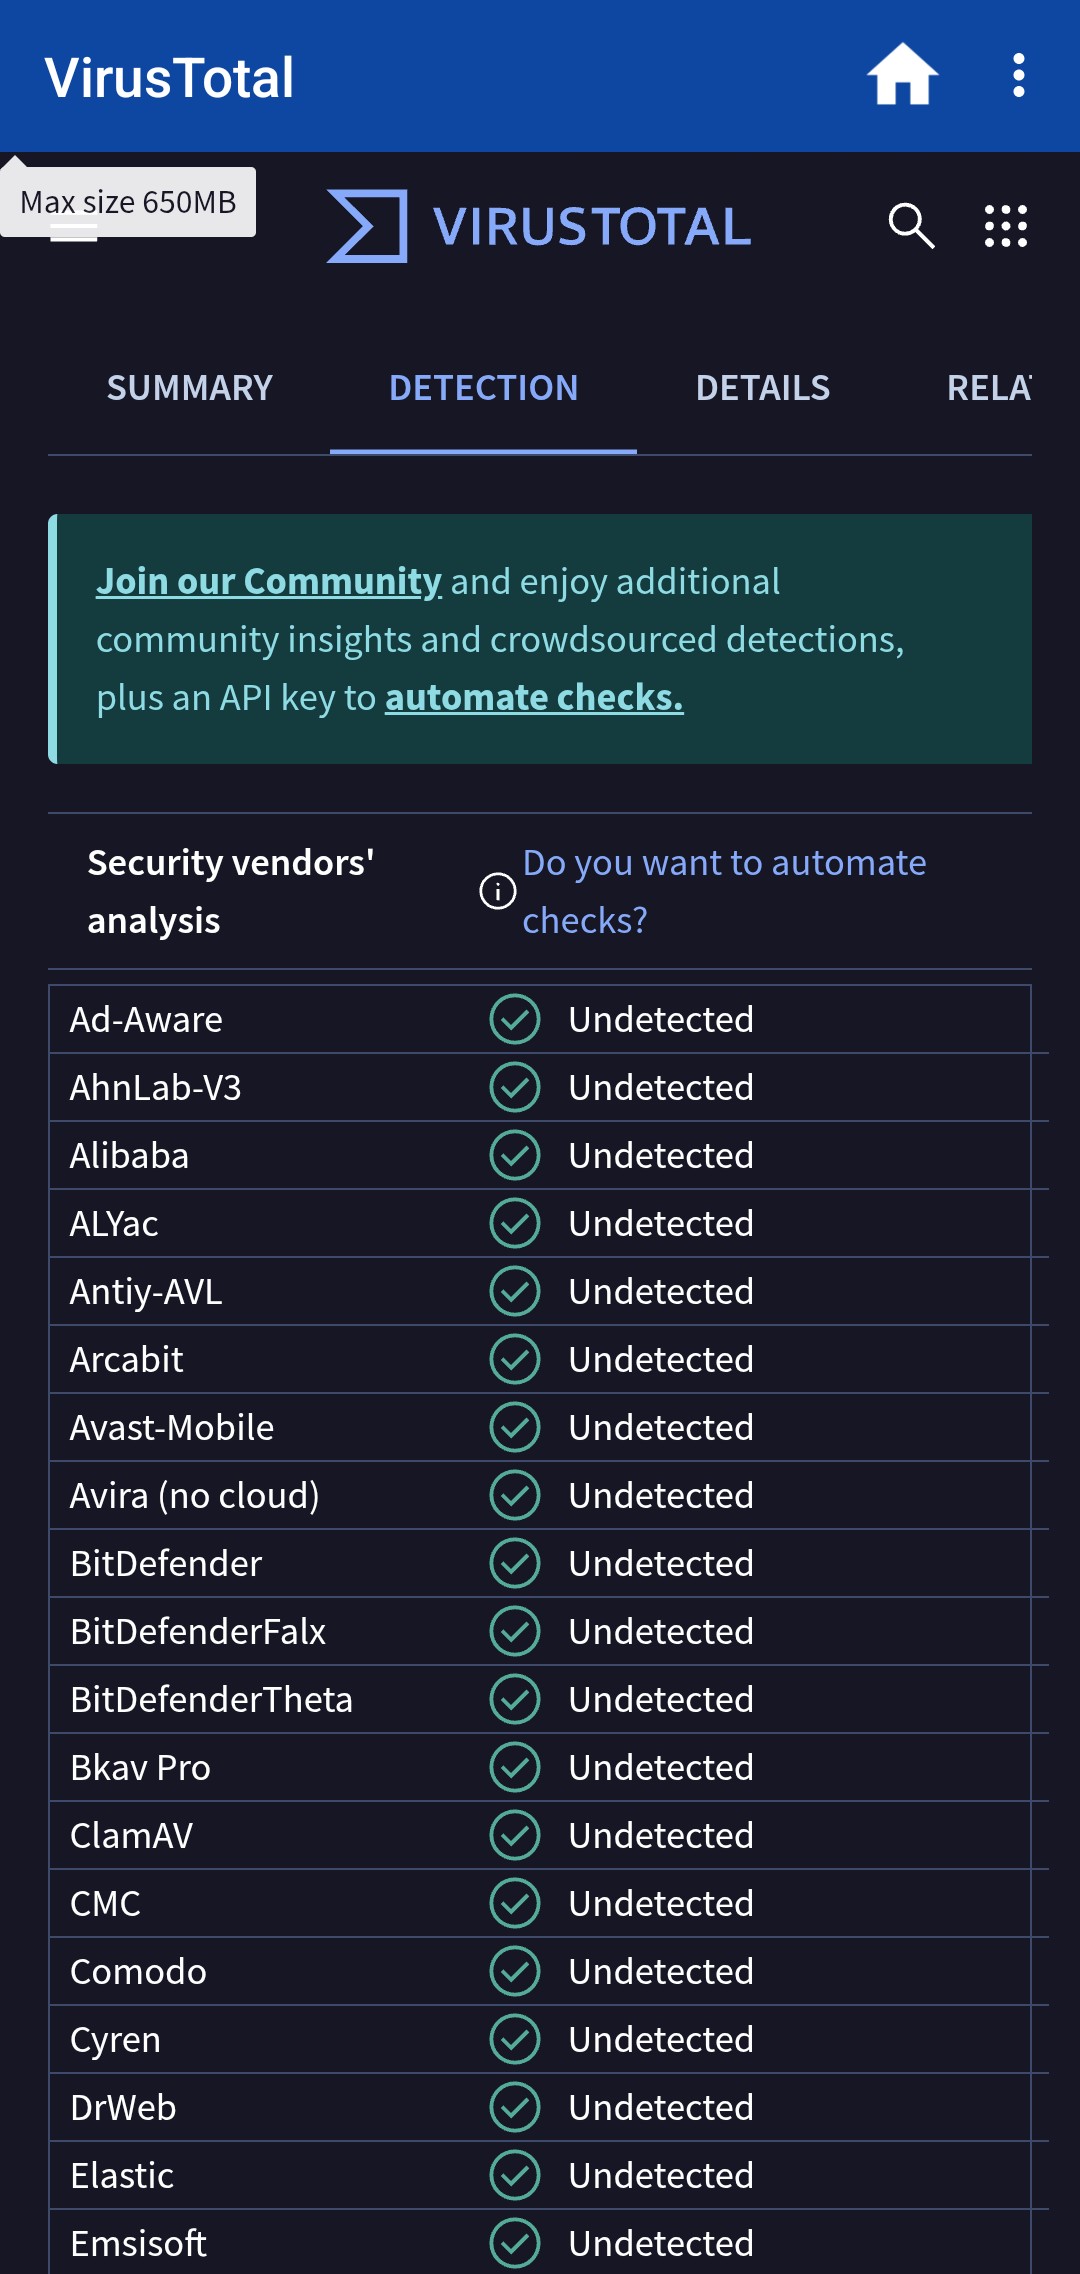 VirusTotal
Max size 650MB
VIRUSTOTAL
SUMMARY DETECTION DETAILS RELA
Join our Community and enjoy additional
community insights and crowdsourced detections,
plus an API key to automate checks.
Security vendors'
analysis
Do you want to automate
checks?
Ad-Aware Undetected
AhnLab-V3 Undetected
Alibaba Undetected
ALYac Undetected
Antiy-AVL Undetected
Arcabit Undetected
Avast-Mobile Undetected
Avira (no cloud) Undetected
BitDefender Undetected
BitDefenderFalx Undetected
BitDefenderTheta Undetected
Bkav Pro Undetected
ClamAV Undetected
CMC Undetected
Comodo Undetected
Cyren Undetected
DrWeb Undetected
Elastic Undetected
Emsisoft Undetected